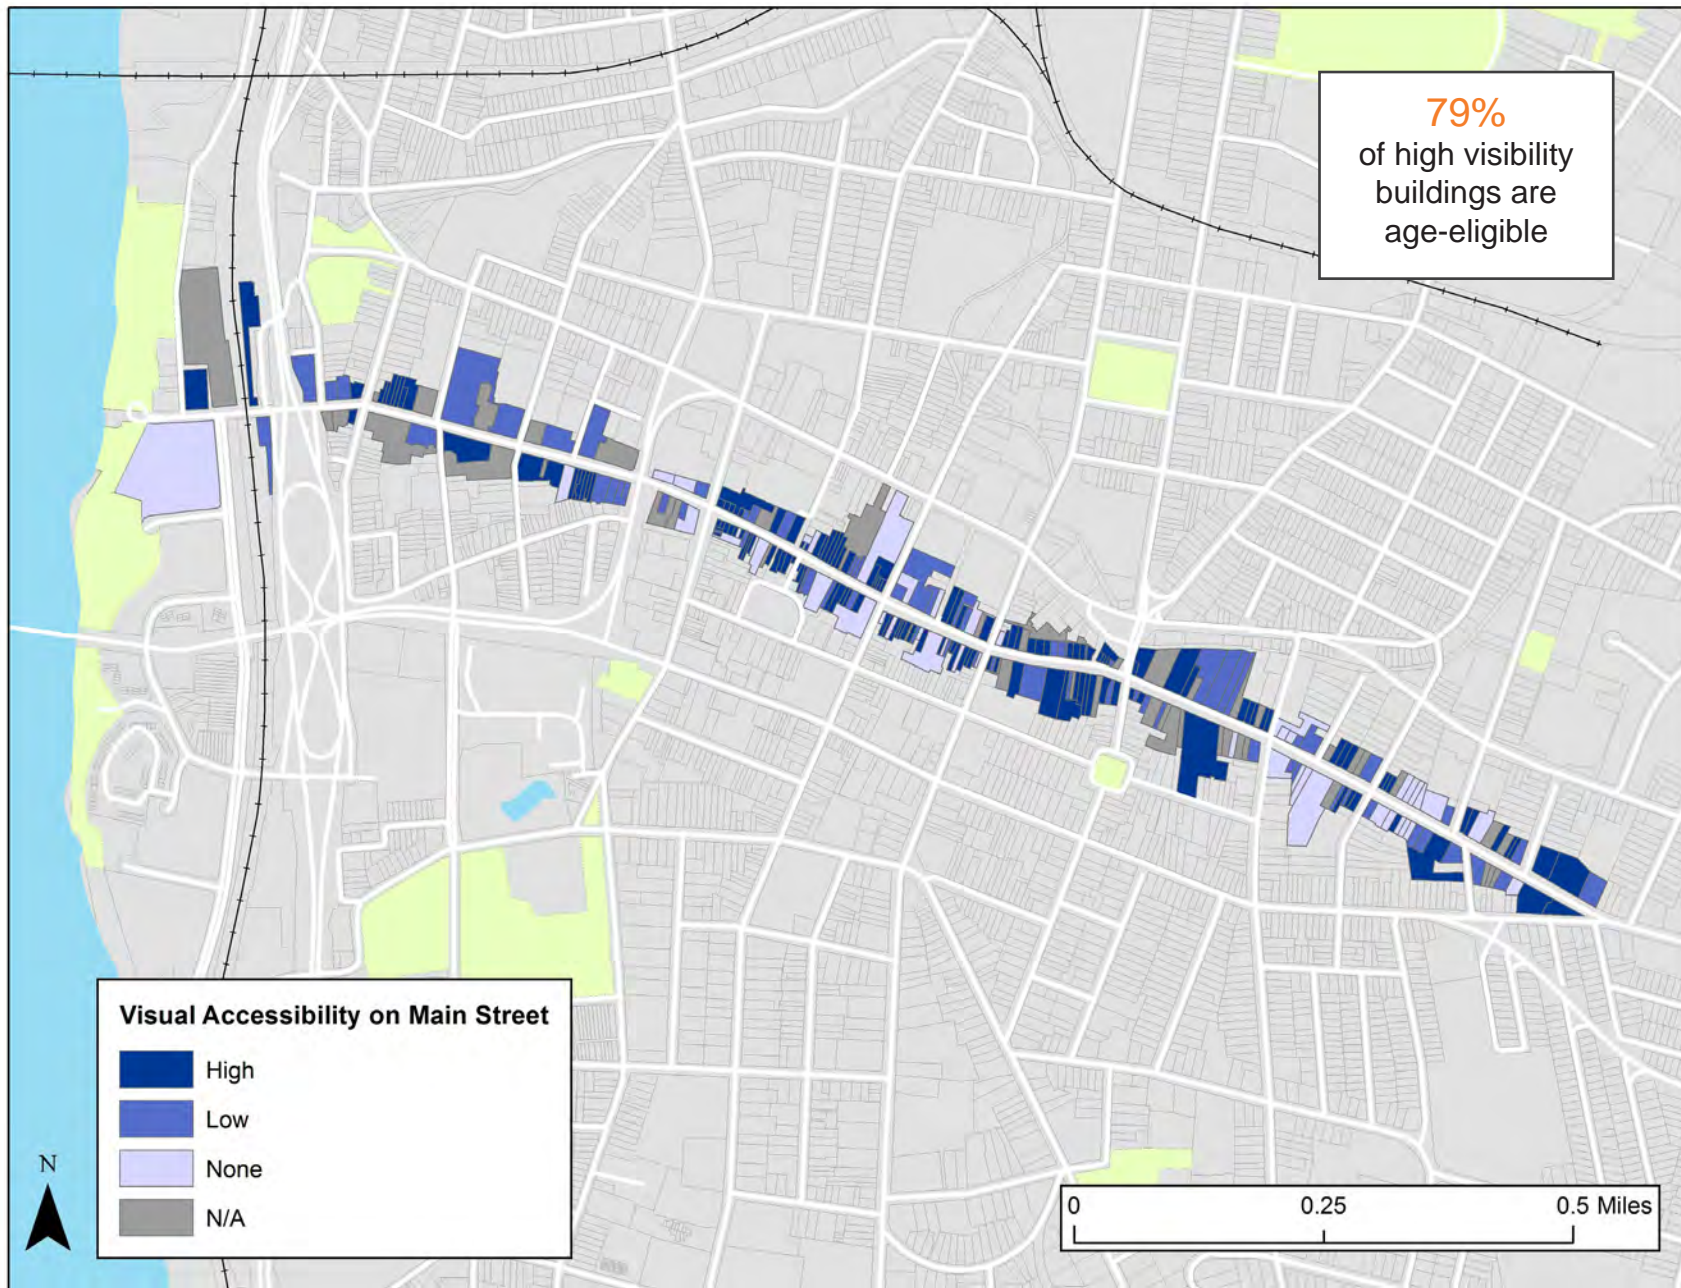 79%
of high visibility
buildings are
age-eligible
Visual Accessibility on Main Street
High
Low
None
N/A
N
0 0.25 0.5 Miles